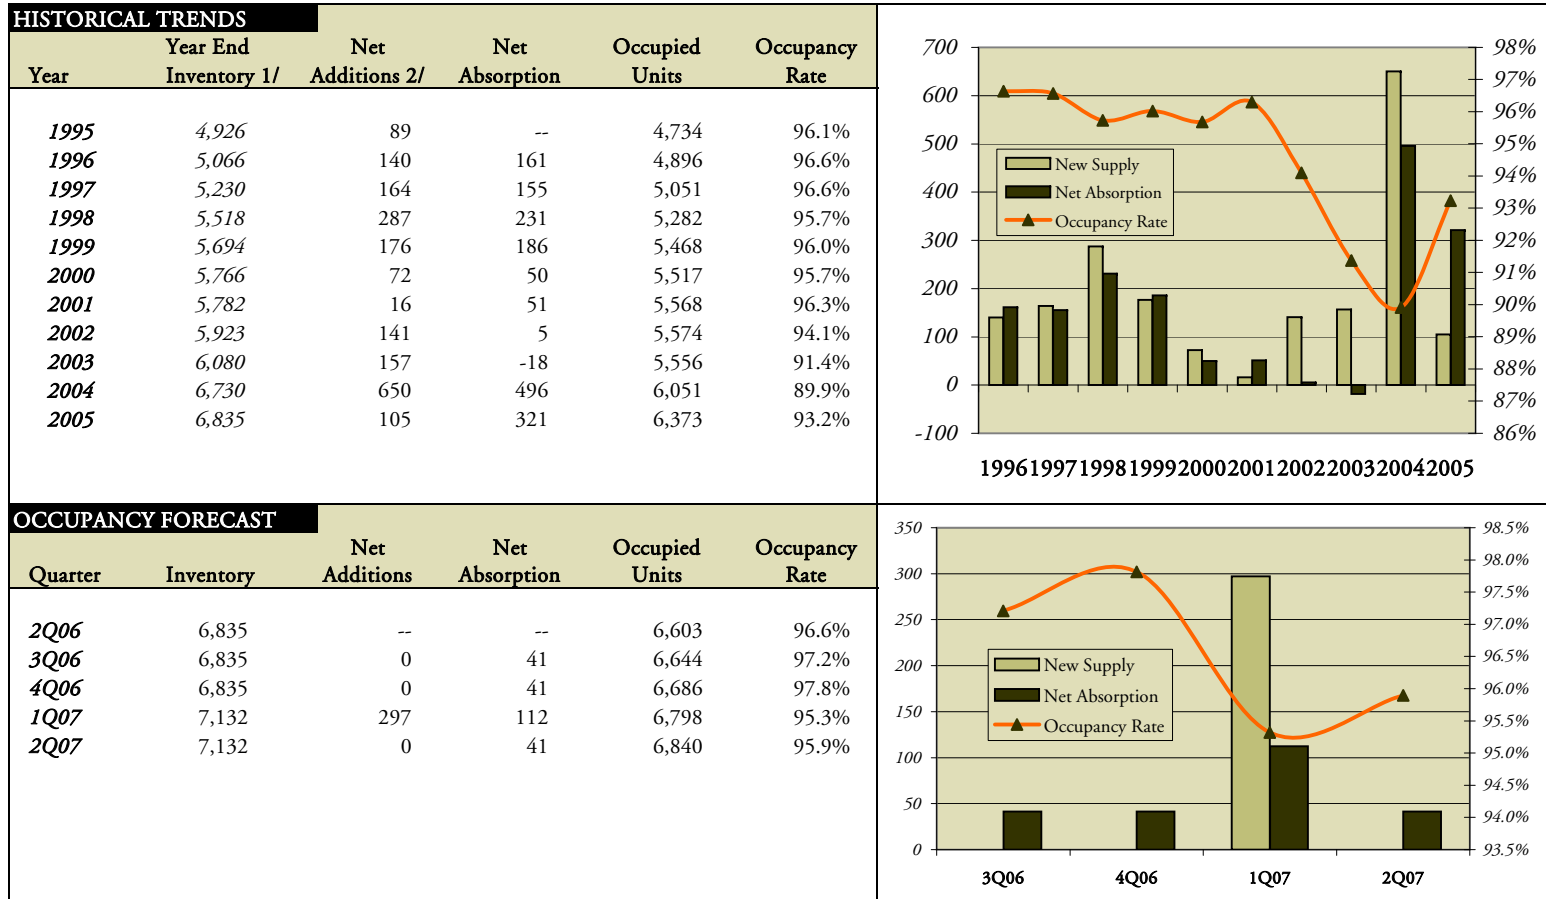 HISTORICAL TRENDS
Year End Net Net Occupied Occupancy
Year Inventory 1/ Additions 2/ Absorption Units Rate
1995 4,926 89 -- 4,734 96.1%
1996 5,066 140 161 4,896 96.6%
1997 5,230 164 155 5,051 96.6%
1998 5,518 287 231 5,282 95.7%
1999 5,694 176 186 5,468 96.0%
2000 5,766 72 50 5,517 95.7%
2001 5,782 16 51 5,568 96.3%
2002 5,923 141 5 5,574 94.1%
2003 6,080 157 -18 5,556 91.4%
2004 6,730 650 496 6,051 89.9%
2005 6,835 105 321 6,373 93.2%
700
600
500
400
300
200
100
0
-100
98%
97%
96%
95%
94%
93%
92%
91%
90%
89%
88%
87%
86%
New Supply
Net Absorption
Occupancy Rate
1996 1997 1998 1999 2000 2001 2002 2003 2004 2005
OCCUPANCY FORECAST
Net Net Occupied Occupancy
Quarter Inventory Additions Absorption Units Rate
2Q06 6,835 -- -- 6,603 96.6%
3Q06 6,835 0 41 6,644 97.2%
4Q06 6,835 0 41 6,686 97.8%
1Q07 7,132 297 112 6,798 95.3%
2Q07 7,132 0 41 6,840 95.9%
350
300
250
200
150
100
50
0
98.5%
98.0%
97.5%
97.0%
96.5%
96.0%
95.5%
95.0%
94.5%
94.0%
93.5%
New Supply
Net Absorption
Occupancy Rate
3Q06 4Q06 1Q07 2Q07